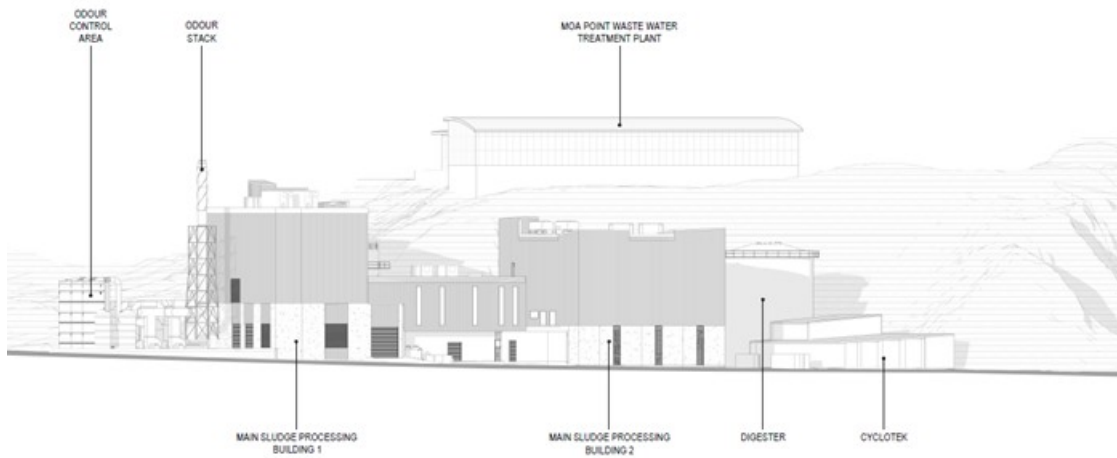 ODOUR
CONTROL
AREA
ODOUR
STACK
MOA POINT WASTE WATER
TREATMENT PLANT
MAIN SLUDGE PROCESSING
BUILDING 1
MAIN SLUDGE PROCESSING
BUILDING 2
DIGESTER
CYCLOTEK